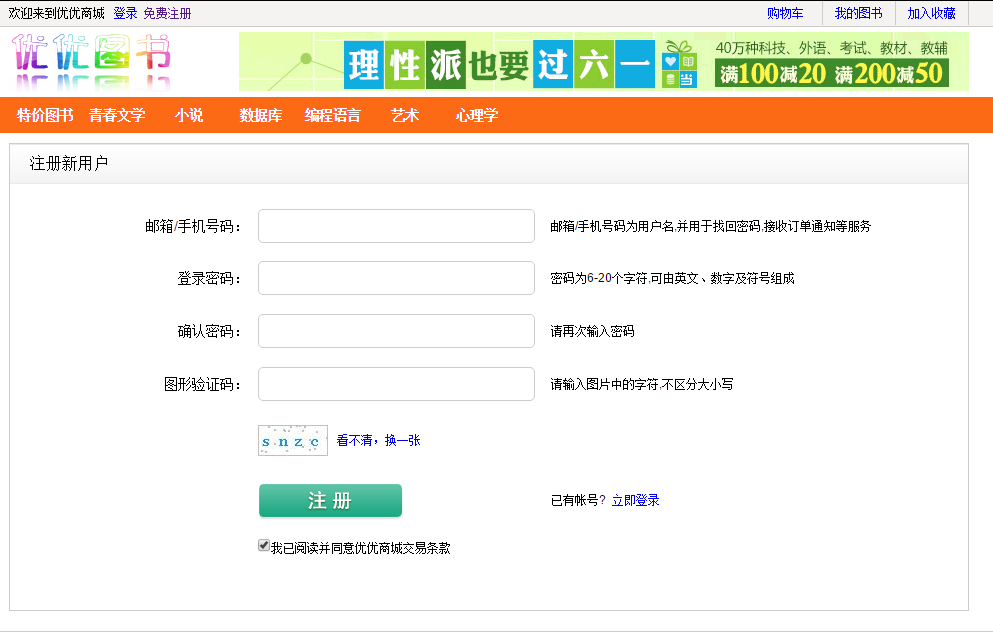 欢迎来到优优商城 登录 免费注册 购物车 我的图书 加入收藏
优优图书
理性派也要过六一
当
40万种科技、外语、考试、教材、教辅
满100减20 满200减50
特价图书 青春文学 小说 数据库 编程语言 艺术 心理学
注册新用户
邮箱/手机号码： 邮箱/手机号码为用户名,并用于找回密码,接收订单通知等服务
登录密码： 密码为6-20个字符,可由英文、数字及符号组成
确认密码： 请再次输入密码
图形验证码： 请输入图片中的字符,不区分大小写
s n z c 看不清，换一张
注 册 已有帐号？立即登录
我已阅读并同意优优商城交易条款